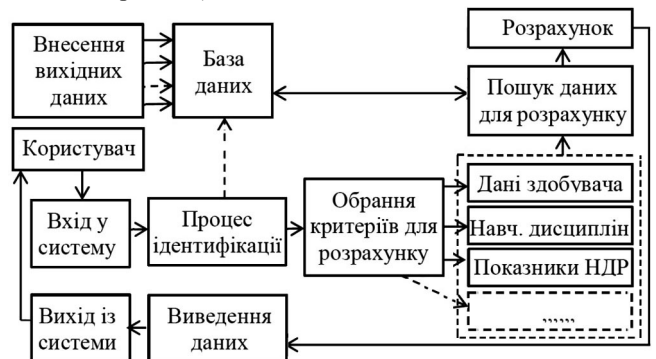 Внесення
вихідних
даних
База
даних
Розрахунок
Пошук даних
для розрахунку
Користувач
Вхід у
систему
Процес
ідентифікації
Обрання
критеріїв для
розрахунку
Дані здобувача
Навч. дисциплін
Показники НДР
,,,,,,
Вихід із
системи
Виведення
даних